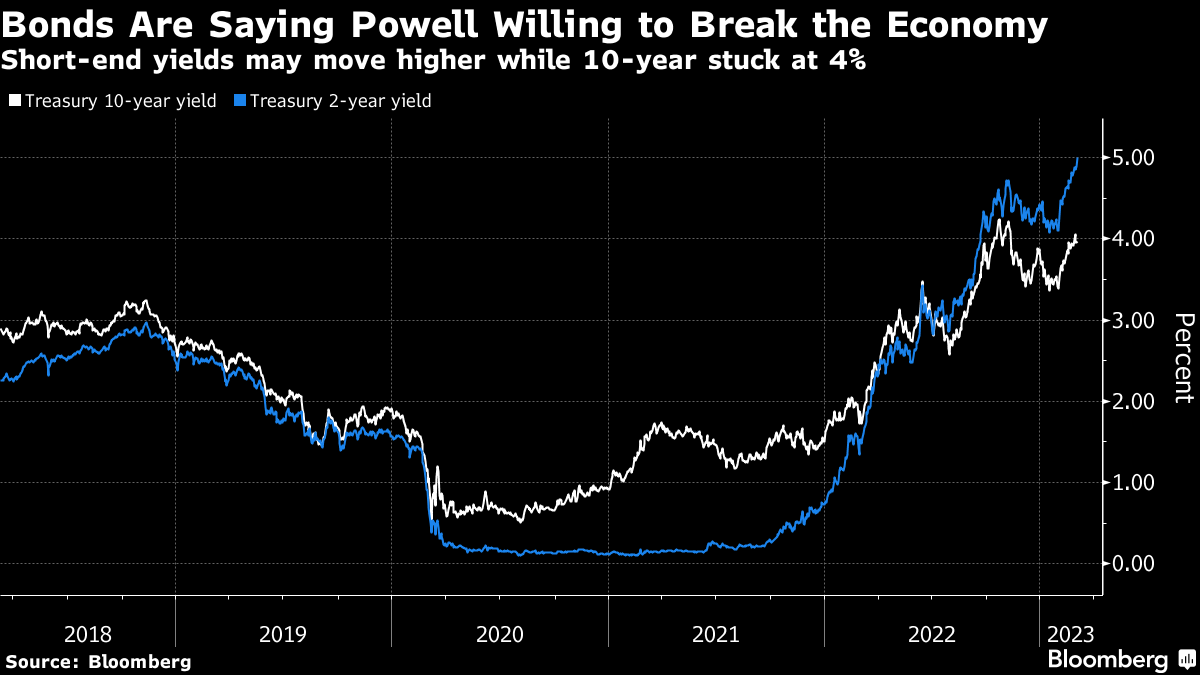 Bonds Are Saying Powell Willing to Break the Economy
Short-end yields may move higher while 10-year stuck at 4%
Treasury 10-year yield Treasury 2-year yield
5.00
4.00
3.00
2.00
1.00
0.00
Percent
2018 2019 2020 2021 2022 2023
Source: Bloomberg
Bloomberg